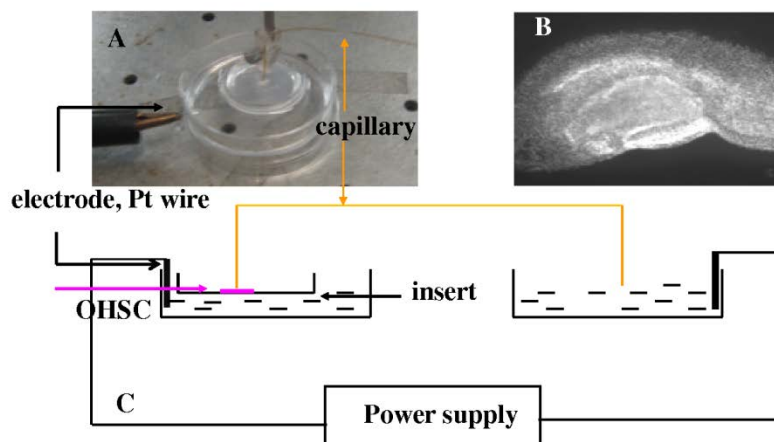 A
B
capillary
electrode, Pt wire
insert
OHSC
C
Power supply